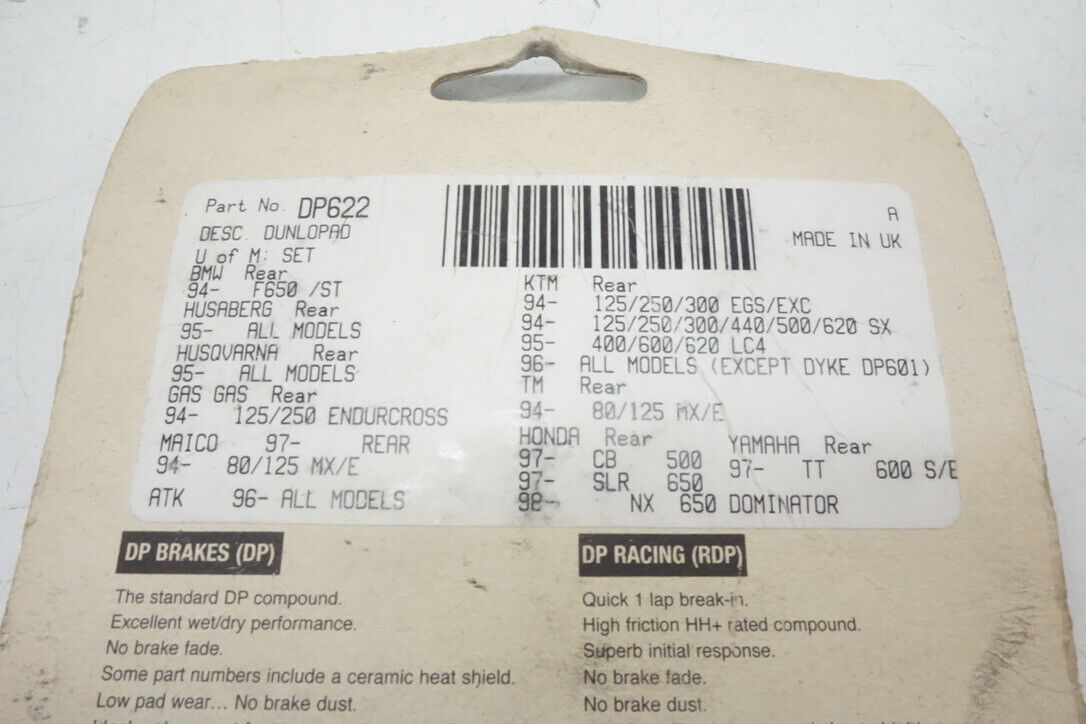 Part No. DP622
DESC. DUNLOPAD
U of M: SET
A
MADE IN UK
BMW Rear
94- F650 /ST
HUSABERG Rear
95- ALL MODELS
HUSQVARNA Rear
95- ALL MODELS
GAS GAS Rear
94- 125/250 ENDURCROSS
MAICO 97- REAR
94- 80/125 MX/E
ATK 96- ALL MODELS
KTM Rear
94- 125/250/300 EGS/EXC
94- 125/250/300/440/500/620 SX
95- 400/600/620 LC4
96- ALL MODELS (EXCEPT DYKE DP601)
TM Rear
94- 80/125 MX/E
HONDA Rear
97- CB 500
97- SLR 650
98- NX 650 DOMINATOR
YAMAHA Rear
97- TT 600 S/E
DP BRAKES (DP)
The standard DP compound.
Excellent wet/dry performance.
No brake fade.
Some part numbers include a ceramic heat shield.
Low pad wear... No brake dust.
DP RACING (RDP)
Quick 1 lap break-in.
High friction HH+ rated compound.
Superb initial response.
No brake fade.
No brake dust.